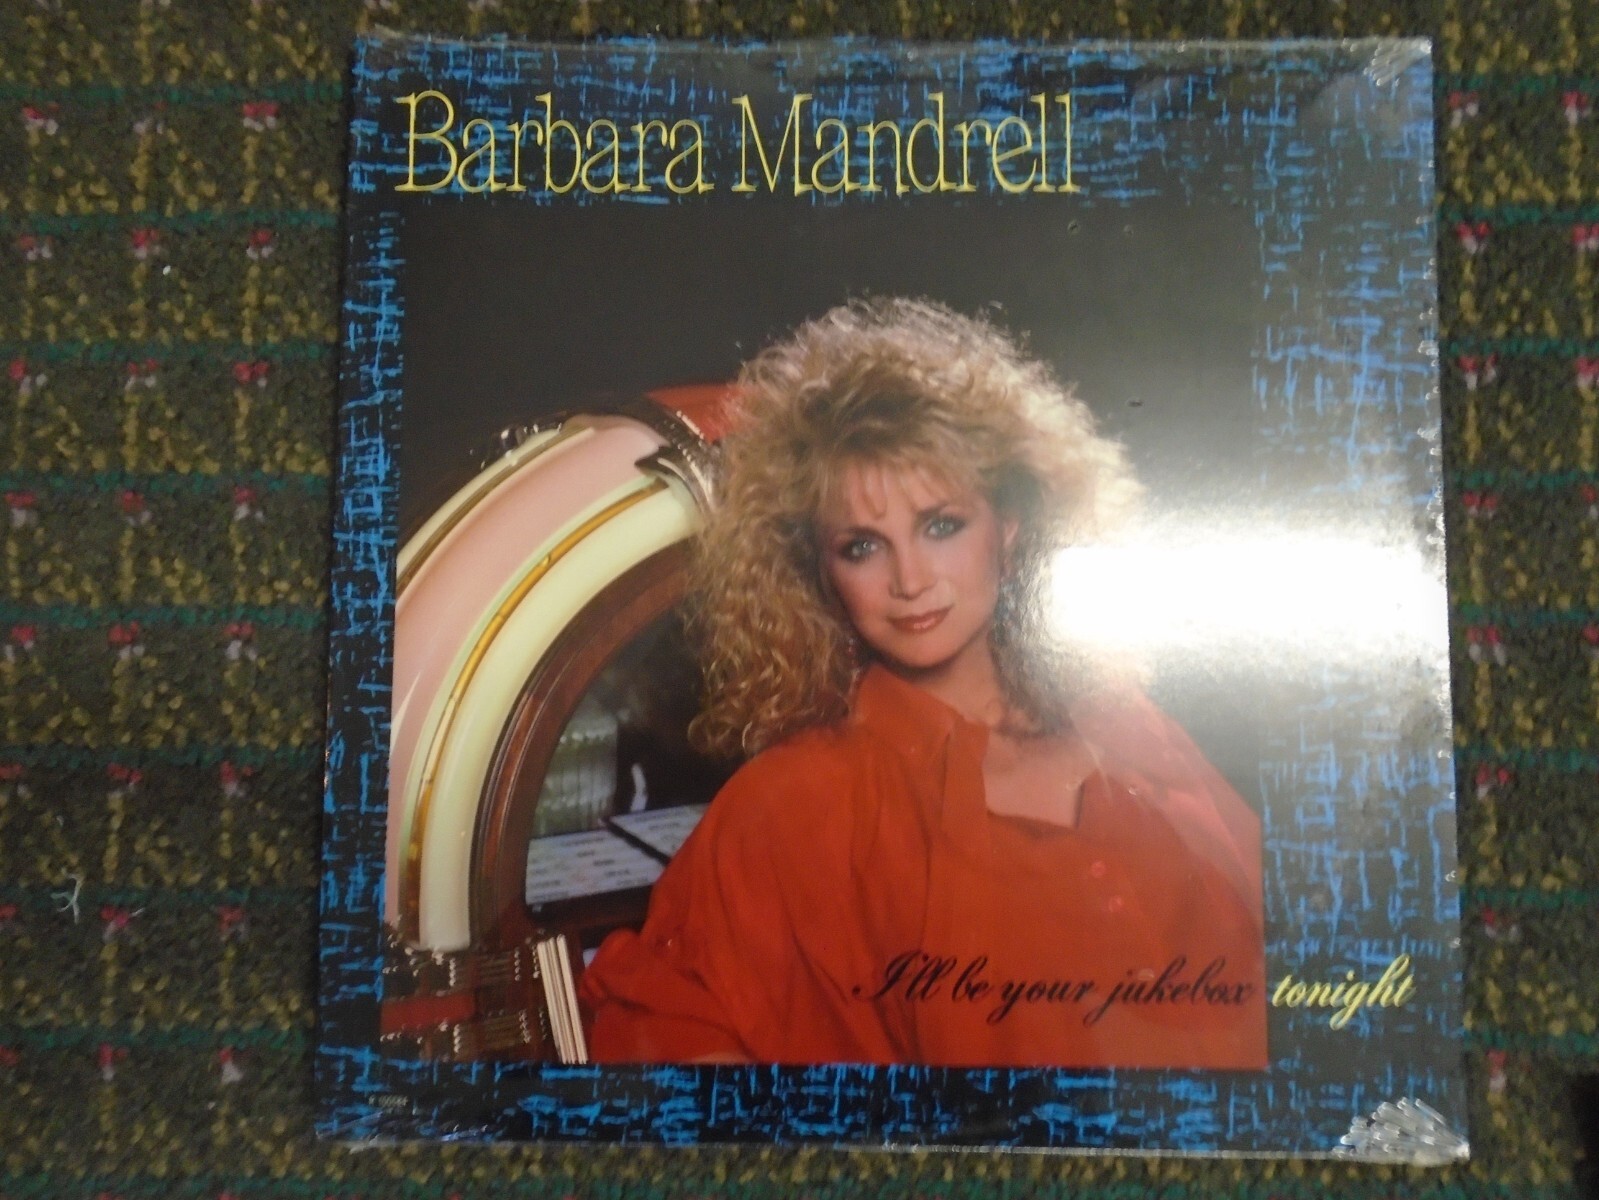 Barbara Mandrell
I'll be your jukebox tonight